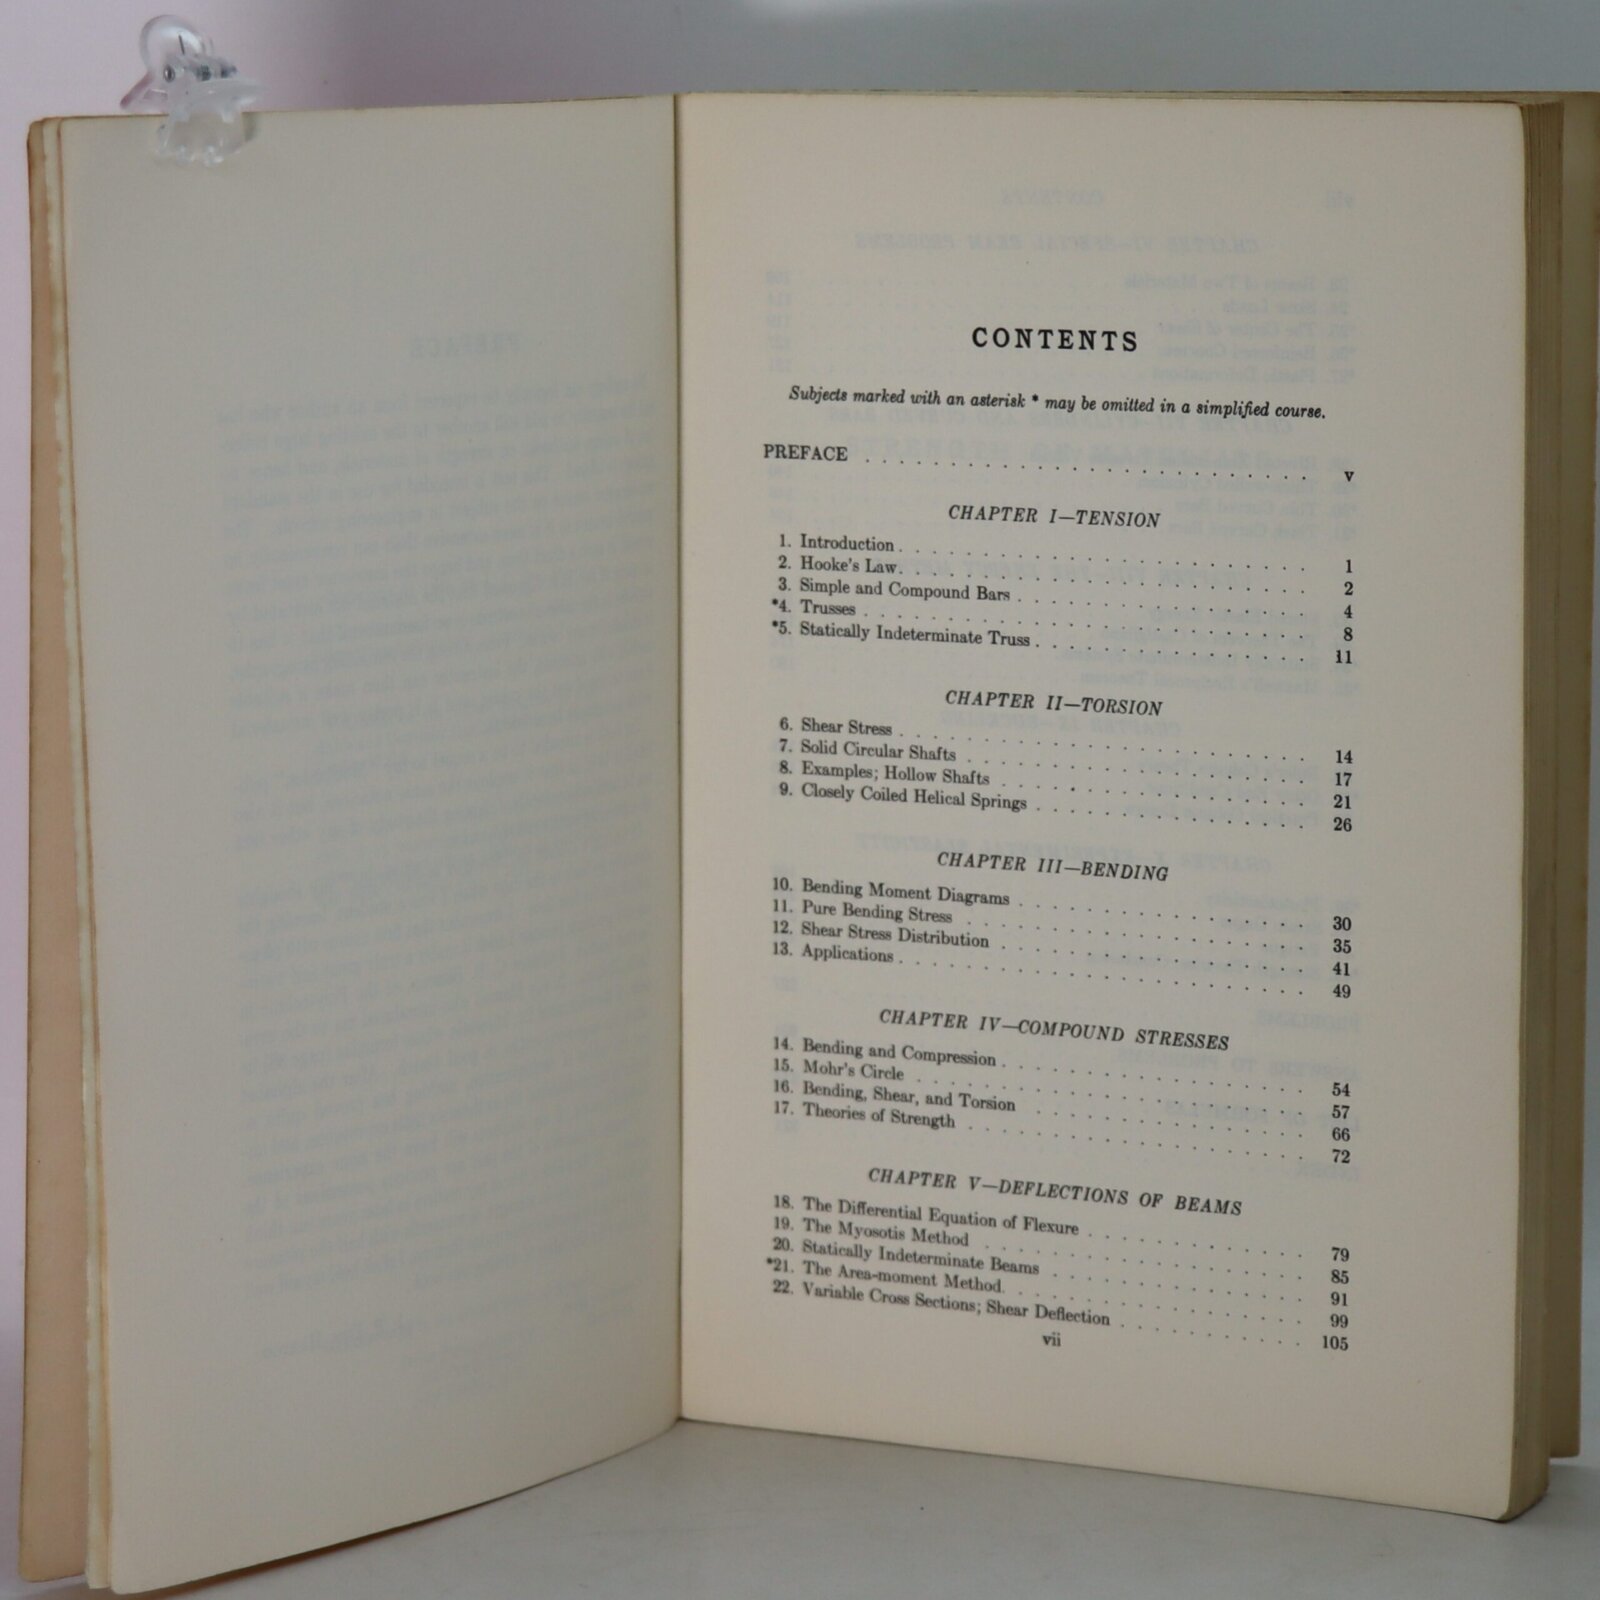 CONTENTS
Subjects marked with an asterisk * may be omitted in a simplified course.
PREFACE . . . . . . . . . . . . . . . . . . . . . . . . . . v
CHAPTER I—TENSION
1. Introduction . . . . . . . . . . . . . . . . . . . . . . . . 1
2. Hooke's Law . . . . . . . . . . . . . . . . . . . . . . . . 2
3. Simple and Compound Bars . . . . . . . . . . . . . . . . . 4
*4. Trusses . . . . . . . . . . . . . . . . . . . . . . . . . . 8
*5. Statically Indeterminate Truss . . . . . . . . . . . . . . . . 11
CHAPTER II—TORSION
6. Shear Stress . . . . . . . . . . . . . . . . . . . . . . . . 14
7. Solid Circular Shafts . . . . . . . . . . . . . . . . . . . . 17
8. Examples; Hollow Shafts . . . . . . . . . . . . . . . . . . 21
9. Closely Coiled Helical Springs . . . . . . . . . . . . . . . . 26
CHAPTER III—BENDING
10. Bending Moment Diagrams . . . . . . . . . . . . . . . . . 30
11. Pure Bending Stress . . . . . . . . . . . . . . . . . . . . 35
12. Shear Stress Distribution . . . . . . . . . . . . . . . . . . 41
13. Applications . . . . . . . . . . . . . . . . . . . . . . . . 49
CHAPTER IV—COMPOUND STRESSES
14. Bending and Compression . . . . . . . . . . . . . . . . . . 54
15. Mohr's Circle . . . . . . . . . . . . . . . . . . . . . . . 57
16. Bending, Shear, and Torsion . . . . . . . . . . . . . . . . 66
17. Theories of Strength . . . . . . . . . . . . . . . . . . . . 72
CHAPTER V—DEFLECTIONS OF BEAMS
18. The Differential Equation of Flexure . . . . . . . . . . . . . 79
19. The Myosotis Method . . . . . . . . . . . . . . . . . . . 85
20. Statically Indeterminate Beams . . . . . . . . . . . . . . . 91
*21. The Area-moment Method . . . . . . . . . . . . . . . . . . 99
22. Variable Cross Sections; Shear Deflection . . . . . . . . . . . 105
vii